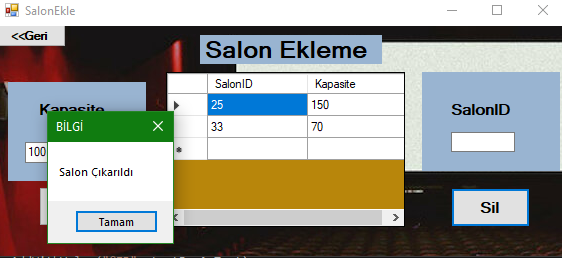 SalonEkle
<<Geri
Salon Ekleme
SalonID Kapasite
25 150
33 70
Kapasite
100
SalonID
BİLGİ
Salon Çıkarıldı
Tamam
Sil